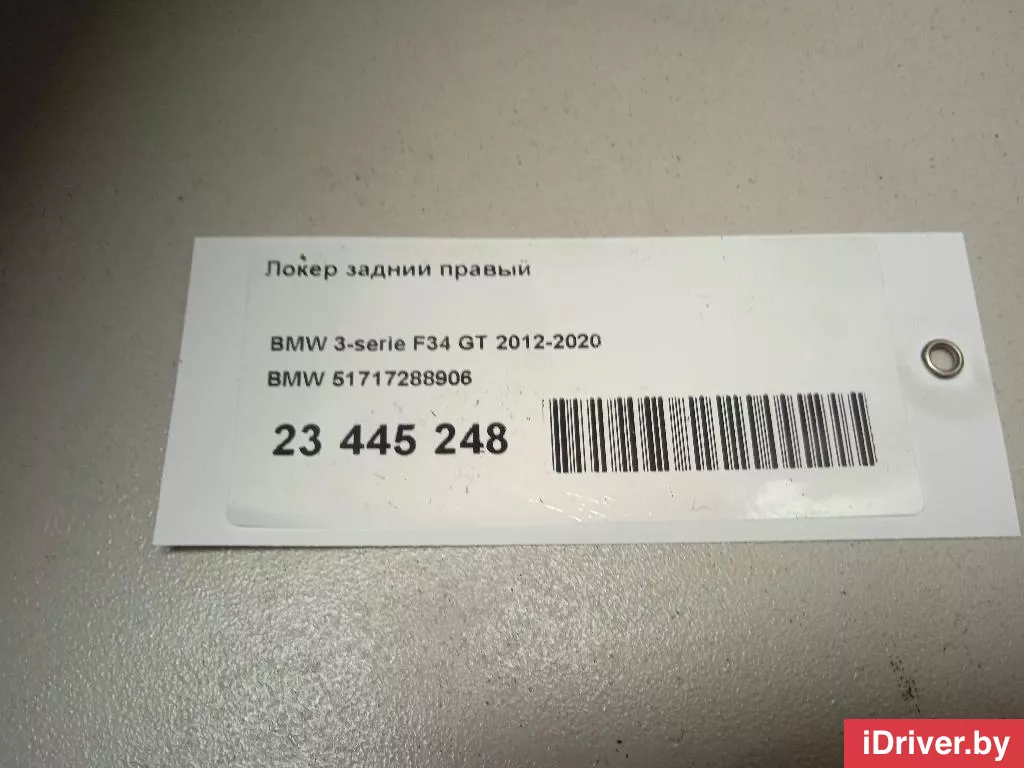 Локер задний правый
BMW 3-serie F34 GT 2012-2020
BMW 51717288906
23 445 248
iDriver.by